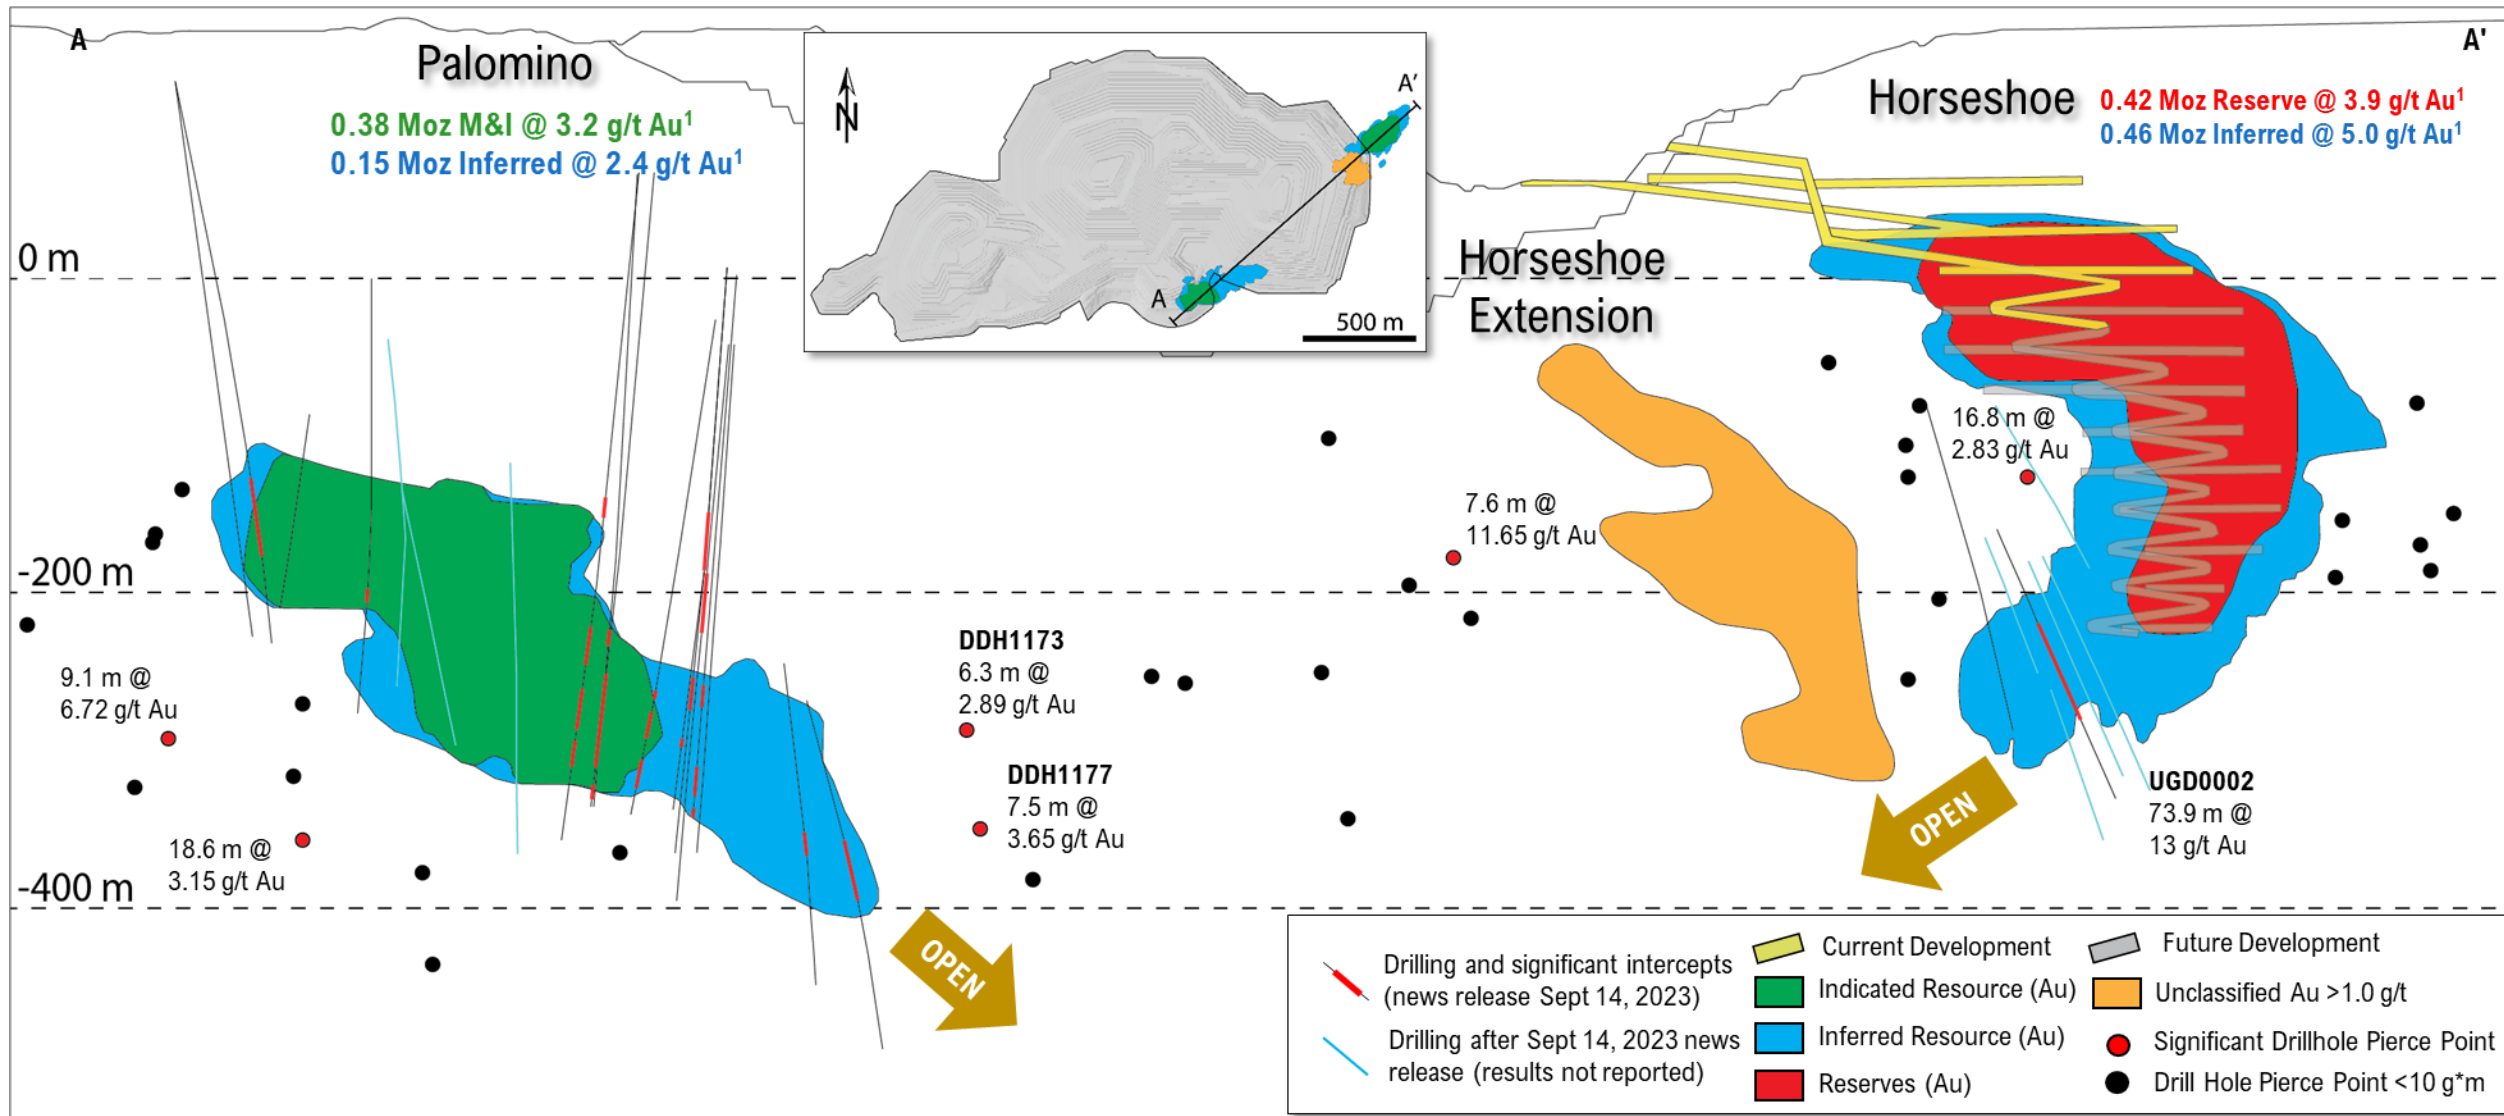 A
A'
Palomino
0.38 Moz M&I @ 3.2 g/t Au¹
0.15 Moz Inferred @ 2.4 g/t Au¹
N
A'
A
500 m
Horseshoe
0.42 Moz Reserve @ 3.9 g/t Au¹
0.46 Moz Inferred @ 5.0 g/t Au¹
0 m
Horseshoe
Extension
16.8 m @
2.83 g/t Au
7.6 m @
11.65 g/t Au
-200 m
DDH1173
6.3 m @
2.89 g/t Au
9.1 m @
6.72 g/t Au
DDH1177
7.5 m @
3.65 g/t Au
UGD0002
73.9 m @
13 g/t Au
OPEN
18.6 m @
3.15 g/t Au
-400 m
OPEN
Drilling and significant intercepts
(news release Sept 14, 2023)
Drilling after Sept 14, 2023 news
release (results not reported)
Current Development
Indicated Resource (Au)
Inferred Resource (Au)
Reserves (Au)
Future Development
Unclassified Au >1.0 g/t
Significant Drillhole Pierce Point
Drill Hole Pierce Point <10 g*m